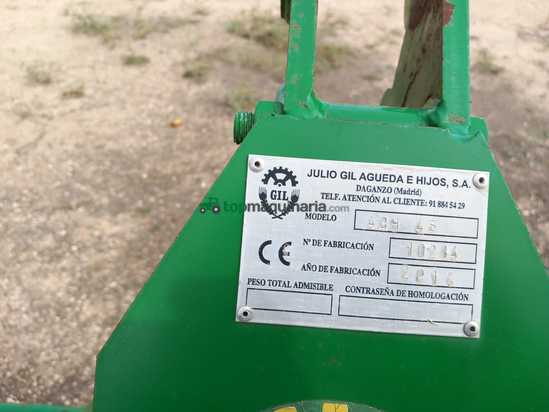 JULIO GIL AGUEDA E HIJOS, S.A.
DAGANZO (Madrid)
TELF. ATENCIÓN AL CLIENTE: 91 884 54 29
GIL
topmaquinaria.com
MODELO
CE
Nº DE FABRICACIÓN
AÑO DE FABRICACIÓN 2014
PESO TOTAL ADMISIBLE CONTRASEÑA DE HOMOLOGACIÓN